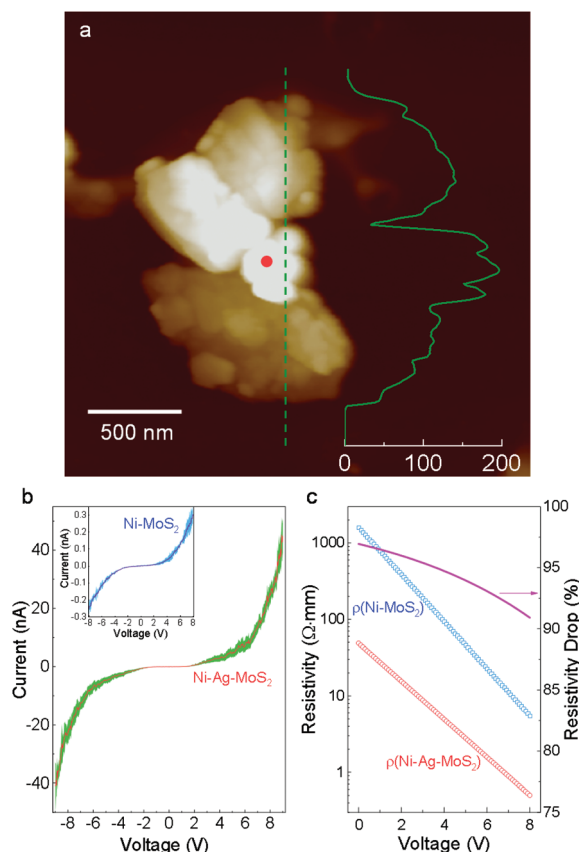 a
500 nm
0 100 200
b
Ni-MoS2
Current (nA)
0.3
0.2
0.1
0.0
-0.1
-0.2
-0.3
-8 -6 -4 -2 0 2 4 6 8
Voltage (V)
Current (nA)
40
20
0
-20
-40
Ni-Ag-MoS2
-8 -6 -4 -2 0 2 4 6 8
Voltage (V)
c
Resistivity (Ω·mm)
1000
100
10
1
ρ(Ni-MoS2)
ρ(Ni-Ag-MoS2)
0 2 4 6 8
Voltage (V)
100
95
90
85
80
75
Resistivity Drop (%)